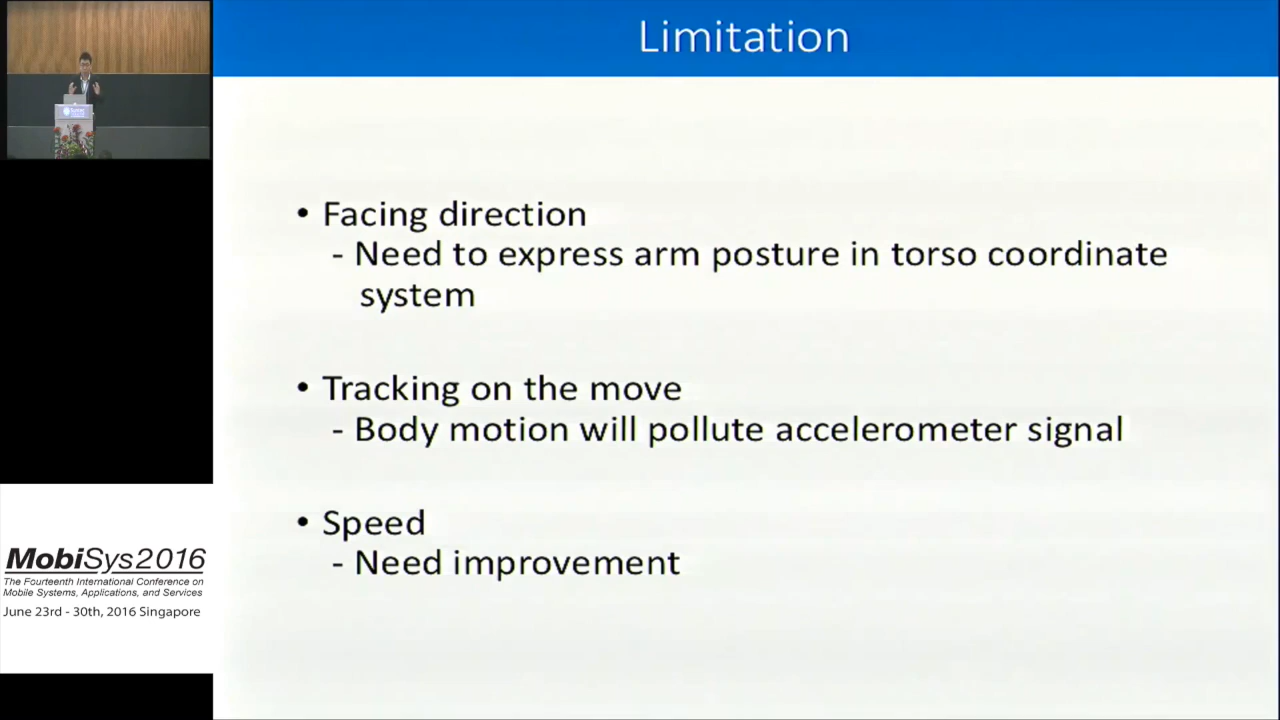 Limitation
• Facing direction
- Need to express arm posture in torso coordinate
system
• Tracking on the move
- Body motion will pollute accelerometer signal
• Speed
- Need improvement
MobiSys2016
The Fourteenth International Conference on
Mobile Systems, Applications, and Services
June 23rd - 30th, 2016 Singapore